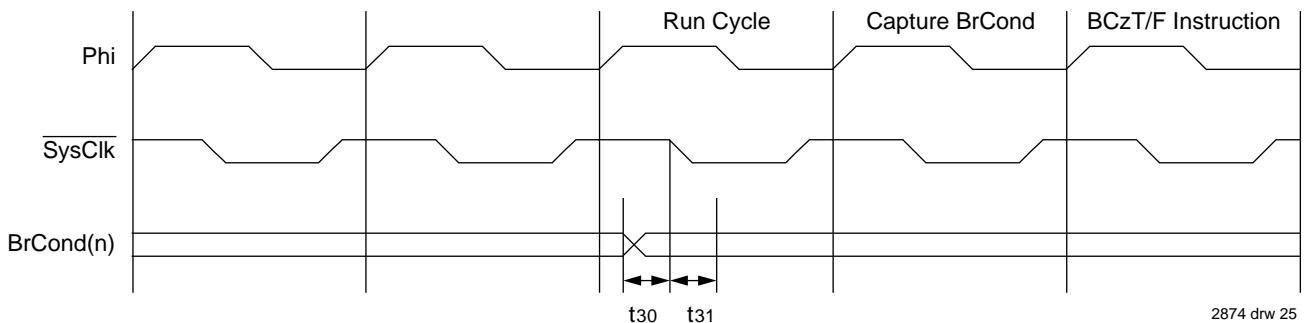 Run Cycle
Capture BrCond
BCzT/F Instruction
Phi
SysClk
BrCond(n)
t30
t31
2874 drw 25